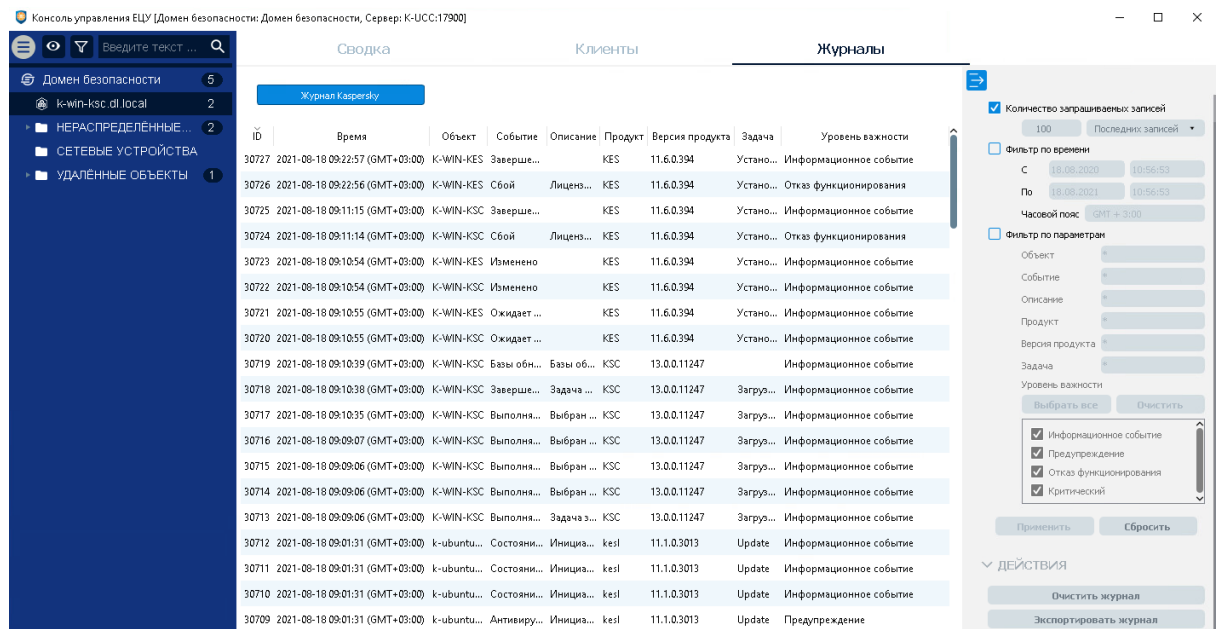 Консоль управления ЕЦУ [Домен безопасности: Домен безопасности, Сервер: K-UCC:17900]
Введите текст ...
Сводка
Клиенты
Журналы
Домен безопасности 5
k-win-ksc.dl.local 2
НЕРАСПРЕДЕЛЁННЫЕ... 2
СЕТЕВЫЕ УСТРОЙСТВА
УДАЛЁННЫЕ ОБЪЕКТЫ 1
Журнал Kaspersky
ID Время Объект Событие Описание Продукт Версия продукта Задача Уровень важности
30727 2021-08-18 09:22:57 (GMT+03:00) K-WIN-KES Заверше... KES 11.6.0.394 Устано... Информационное событие
30726 2021-08-18 09:22:56 (GMT+03:00) K-WIN-KES Сбой Лиценз... KES 11.6.0.394 Устано... Отказ функционирования
30725 2021-08-18 09:11:15 (GMT+03:00) K-WIN-KSC Заверше... KES 11.6.0.394 Устано... Информационное событие
30724 2021-08-18 09:11:14 (GMT+03:00) K-WIN-KSC Сбой Лиценз... KES 11.6.0.394 Устано... Отказ функционирования
30723 2021-08-18 09:10:54 (GMT+03:00) K-WIN-KES Изменено KES 11.6.0.394 Устано... Информационное событие
30722 2021-08-18 09:10:54 (GMT+03:00) K-WIN-KSC Изменено KES 11.6.0.394 Устано... Информационное событие
30721 2021-08-18 09:10:55 (GMT+03:00) K-WIN-KES Ожидает ... KES 11.6.0.394 Устано... Информационное событие
30720 2021-08-18 09:10:55 (GMT+03:00) K-WIN-KSC Ожидает ... KES 11.6.0.394 Устано... Информационное событие
30719 2021-08-18 09:10:39 (GMT+03:00) K-WIN-KSC Базы обн... Базы об... KSC 13.0.0.11247 Информационное событие
30718 2021-08-18 09:10:38 (GMT+03:00) K-WIN-KSC Заверше... Задача ... KSC 13.0.0.11247 Загруз... Информационное событие
30717 2021-08-18 09:10:35 (GMT+03:00) K-WIN-KSC Выполня... Выбран ... KSC 13.0.0.11247 Загруз... Информационное событие
30716 2021-08-18 09:09:07 (GMT+03:00) K-WIN-KSC Выполня... Выбран ... KSC 13.0.0.11247 Загруз... Информационное событие
30715 2021-08-18 09:09:06 (GMT+03:00) K-WIN-KSC Выполня... Выбран ... KSC 13.0.0.11247 Загруз... Информационное событие
30714 2021-08-18 09:09:06 (GMT+03:00) K-WIN-KSC Выполня... Выбран ... KSC 13.0.0.11247 Загруз... Информационное событие
30713 2021-08-18 09:09:06 (GMT+03:00) K-WIN-KSC Выполня... Задача з... KSC 13.0.0.11247 Загруз... Информационное событие
30712 2021-08-18 09:01:31 (GMT+03:00) k-ubuntu... Состояни... Инициа... kesl 11.1.0.3013 Update Информационное событие
30711 2021-08-18 09:01:31 (GMT+03:00) k-ubuntu... Состояни... Инициа... kesl 11.1.0.3013 Update Информационное событие
30710 2021-08-18 09:01:31 (GMT+03:00) k-ubuntu... Состояни... Инициа... kesl 11.1.0.3013 Update Информационное событие
30709 2021-08-18 09:01:31 (GMT+03:00) k-ubuntu... Антивиру... Инициа... kesl 11.1.0.3013 Update Предупреждение
Количество запрашиваемых записей
100 Последних записей
Фильтр по времени
С 18.08.2020 10:56:53
По 18.08.2021 10:56:53
Часовой пояс GMT + 3:00
Фильтр по параметрам
Объект *
Событие *
Описание *
Продукт *
Версия продукта *
Задача *
Уровень важности
Выбрать все Очистить
Информационное событие
Предупреждение
Отказ функционирования
Критический
Применить Сбросить
ДЕЙСТВИЯ
Очистить журнал
Экспортировать журнал